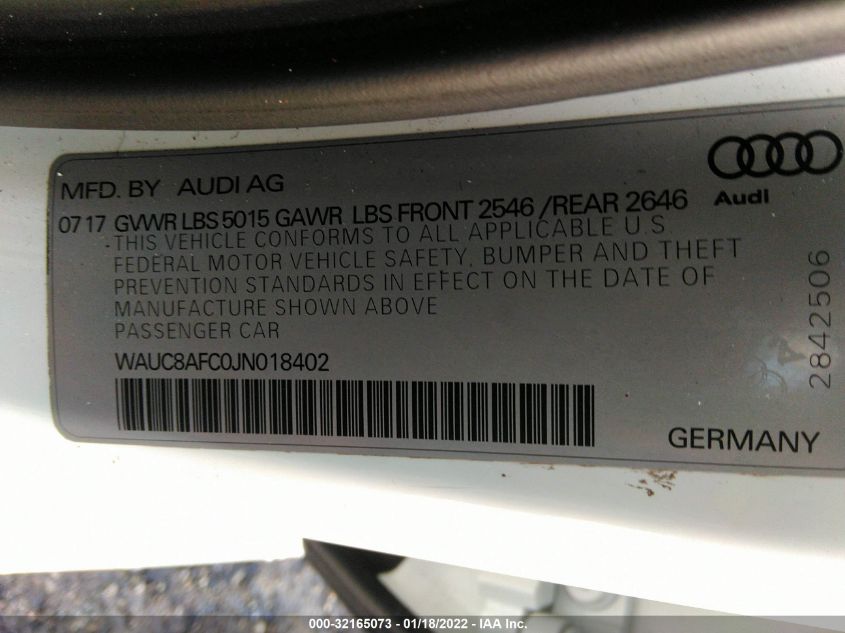 MFD. BY AUDI AG
Audi
07 17 GVWR LBS 5015 GAWR LBS FRONT 2546 /REAR 2646
THIS VEHICLE CONFORMS TO ALL APPLICABLE U.S
FEDERAL MOTOR VEHICLE SAFETY, BUMPER AND THEFT
PREVENTION STANDARDS IN EFFECT ON THE DATE OF
MANUFACTURE SHOWN ABOVE
PASSENGER CAR
WAUC8AFC0JN018402
GERMANY
2842506
000-32165073 - 01/18/2022 - IAA Inc.